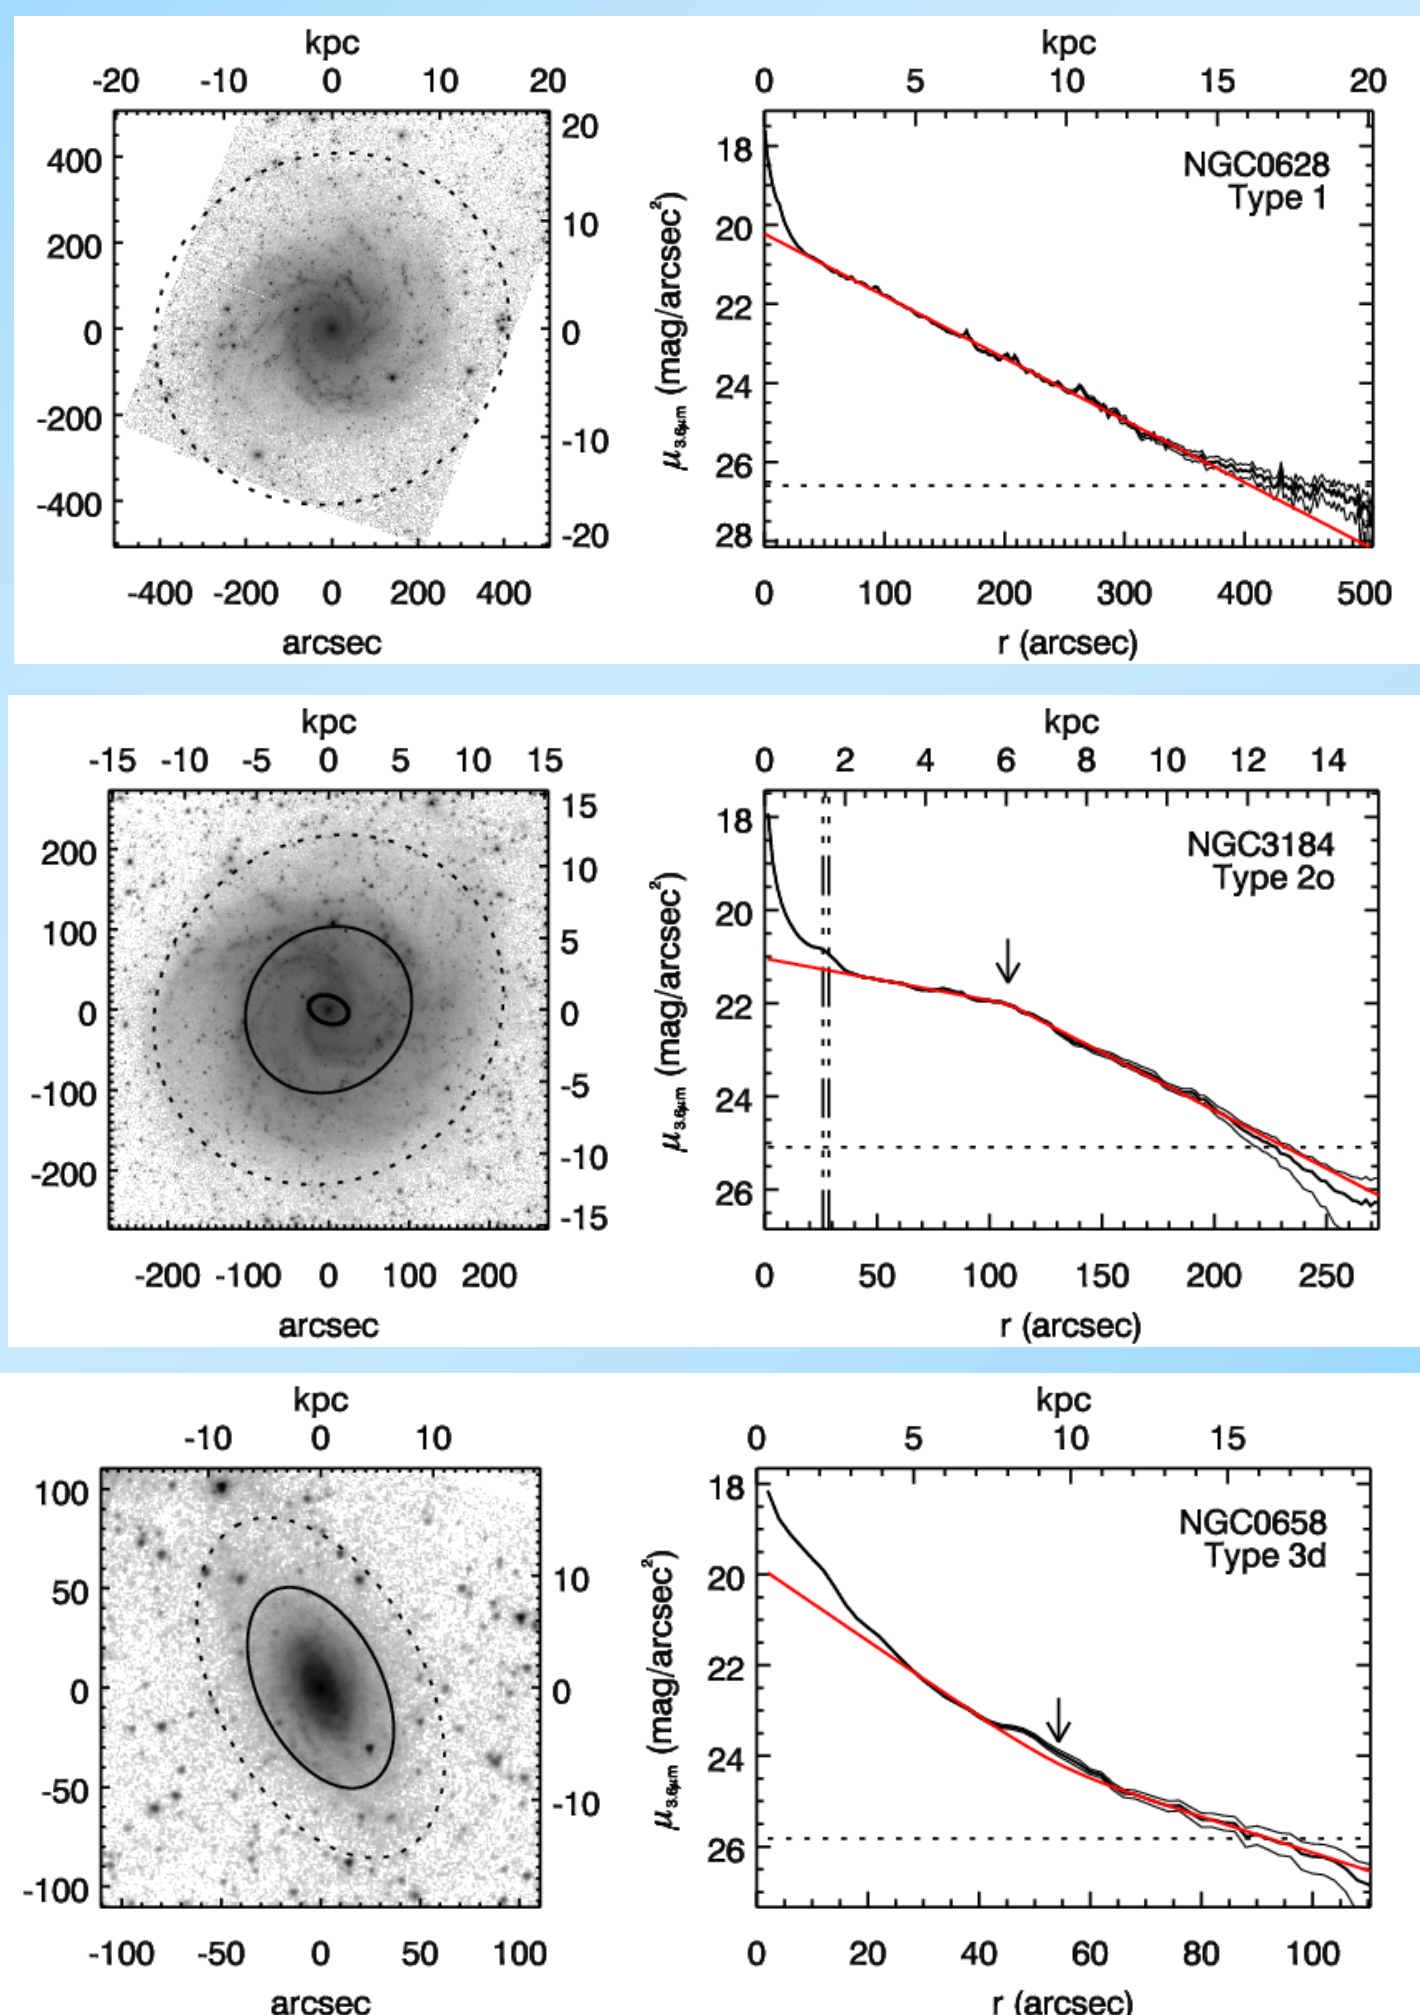 kpc
-20 -10 0 10 20
400
200
0
-200
-400
20
10
0
-10
-20
-400 -200 0 200 400
arcsec
kpc
0 5 10 15 20
18
20
22
24
26
28
μ3.6μm (mag/arcsec²)
NGC0628
Type 1
0 100 200 300 400 500
r (arcsec)
kpc
-15 -10 -5 0 5 10 15
200
100
0
-100
-200
15
10
5
0
-5
-10
-15
-200 -100 0 100 200
arcsec
kpc
0 2 4 6 8 10 12 14
18
20
22
24
26
μ3.6μm (mag/arcsec²)
NGC3184
Type 2o
0 50 100 150 200 250
r (arcsec)
kpc
-10 0 10
100
50
0
-50
-100
10
0
-10
-100 -50 0 50 100
arcsec
kpc
0 5 10 15
18
20
22
24
26
μ3.6μm (mag/arcsec²)
NGC0658
Type 3d
0 20 40 60 80 100
r (arcsec)